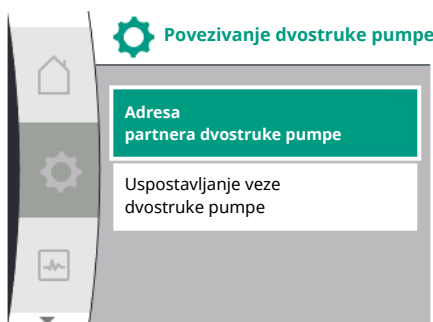 Povezivanje dvostruke pumpe
Adresa
partnera dvostruke pumpe
Uspostavljanje veze
dvostruke pumpe